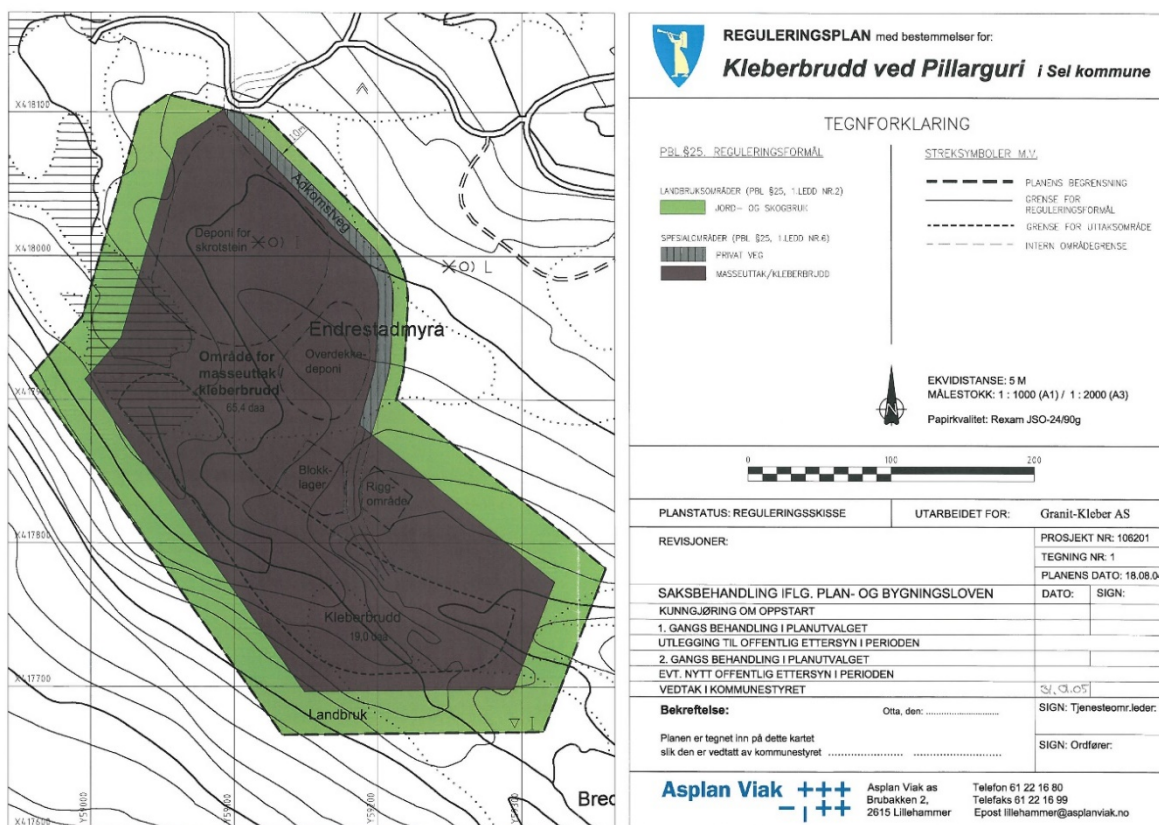 X418100
10m
Adkomstveg
Deponi for
skrotstein
I
X418000
L
Endrestadmyra
Område for
masseuttak /
kleberbrudd
65,4 daa
Overdekke-
deponi
Blokk-
lager
Rigg-
område
X417800
Kleberbrudd
19,0 daa
X417700
Landbruk
I
Bred
X417600
Y59000
REGULERINGSPLAN med bestemmelser for:
Kleberbrudd ved Pillarguri i Sel kommune
TEGNFORKLARING
PBL §25. REGULERINGSFORMÅL
STREKSYMBOLER M.V.
LANDBRUKSOMRÅDER (PBL §25, 1.LEDD NR.2)
JORD- OG SKOGBRUK
SPESIALOMRÅDER (PBL §25, 1.LEDD NR.6)
PRIVAT VEG
MASSEUTTAK/KLEBERBRUDD
PLANENS BEGRENSNING
GRENSE FOR
REGULERINGSFORMÅL
GRENSE FOR UTTAKSOMRÅDE
INTERN OMRÅDEGRENSE
N
EKVIDISTANSE: 5 M
MÅLESTOKK: 1 : 1000 (A1) / 1 : 2000 (A3)
Papirkvalitet: Rexam JSO-24/90g
0 100 200
PLANSTATUS: REGULERINGSSKISSE
UTARBEIDET FOR: Granit-Kleber AS
REVISJONER:
PROSJEKT NR: 106201
TEGNING NR: 1
PLANENS DATO: 18.08.04
SAKSBEHANDLING IFLG. PLAN- OG BYGNINGSLOVEN DATO: SIGN:
KUNNGJØRING OM OPPSTART
1. GANGS BEHANDLING I PLANUTVALGET
UTLEGGING TIL OFFENTLIG ETTERSYN I PERIODEN
2. GANGS BEHANDLING I PLANUTVALGET
EVT. NYTT OFFENTLIG ETTERSYN I PERIODEN
VEDTAK I KOMMUNESTYRET
Bekreftelse: Otta, den: ............................
SIGN: Tjenesteomr.leder:
Planen er tegnet inn på dette kartet
slik den er vedtatt av kommunestyret ............................ ............................
SIGN: Ordfører:
Asplan Viak
Asplan Viak as
Brubakken 2,
2615 Lillehammer
Telefon 61 22 16 80
Telefaks 61 22 16 99
Epost lillehammer@asplanviak.no